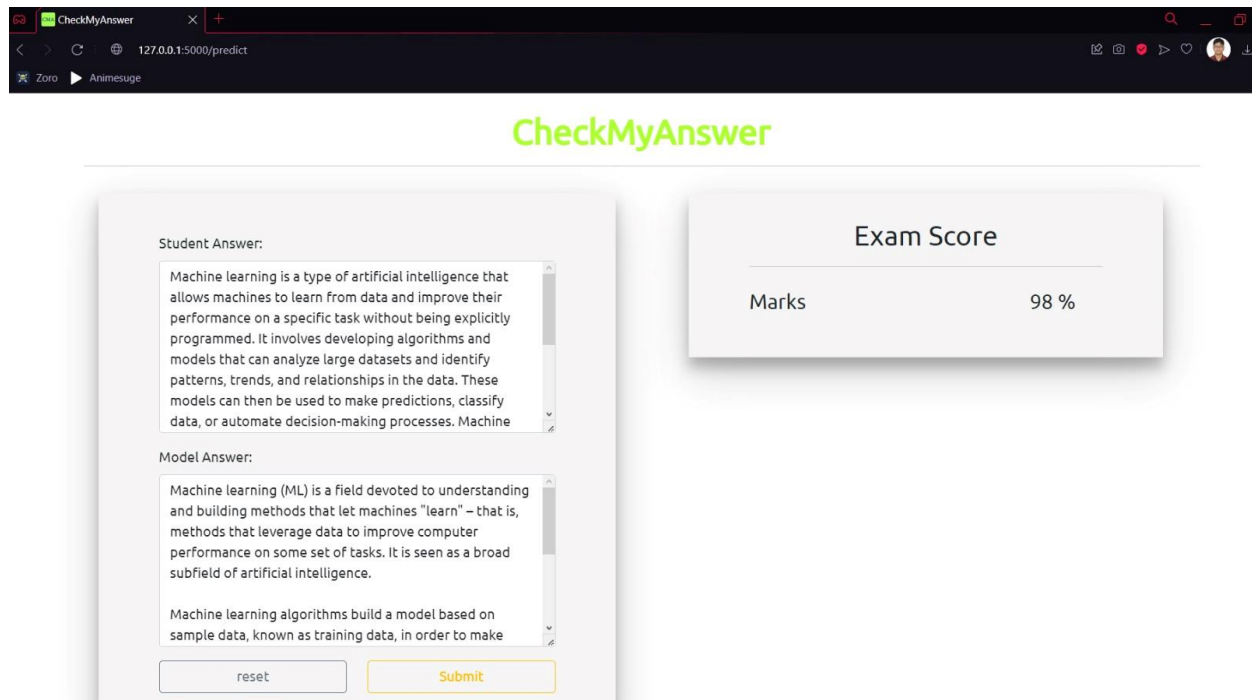 CMA CheckMyAnswer
127.0.0.1:5000/predict
Zoro Animesuge
CheckMyAnswer
Student Answer:
Machine learning is a type of artificial intelligence that
allows machines to learn from data and improve their
performance on a specific task without being explicitly
programmed. It involves developing algorithms and
models that can analyze large datasets and identify
patterns, trends, and relationships in the data. These
models can then be used to make predictions, classify
data, or automate decision-making processes. Machine
Model Answer:
Machine learning (ML) is a field devoted to understanding
and building methods that let machines "learn" – that is,
methods that leverage data to improve computer
performance on some set of tasks. It is seen as a broad
subfield of artificial intelligence.
Machine learning algorithms build a model based on
sample data, known as training data, in order to make
reset Submit
Exam Score
Marks 98 %